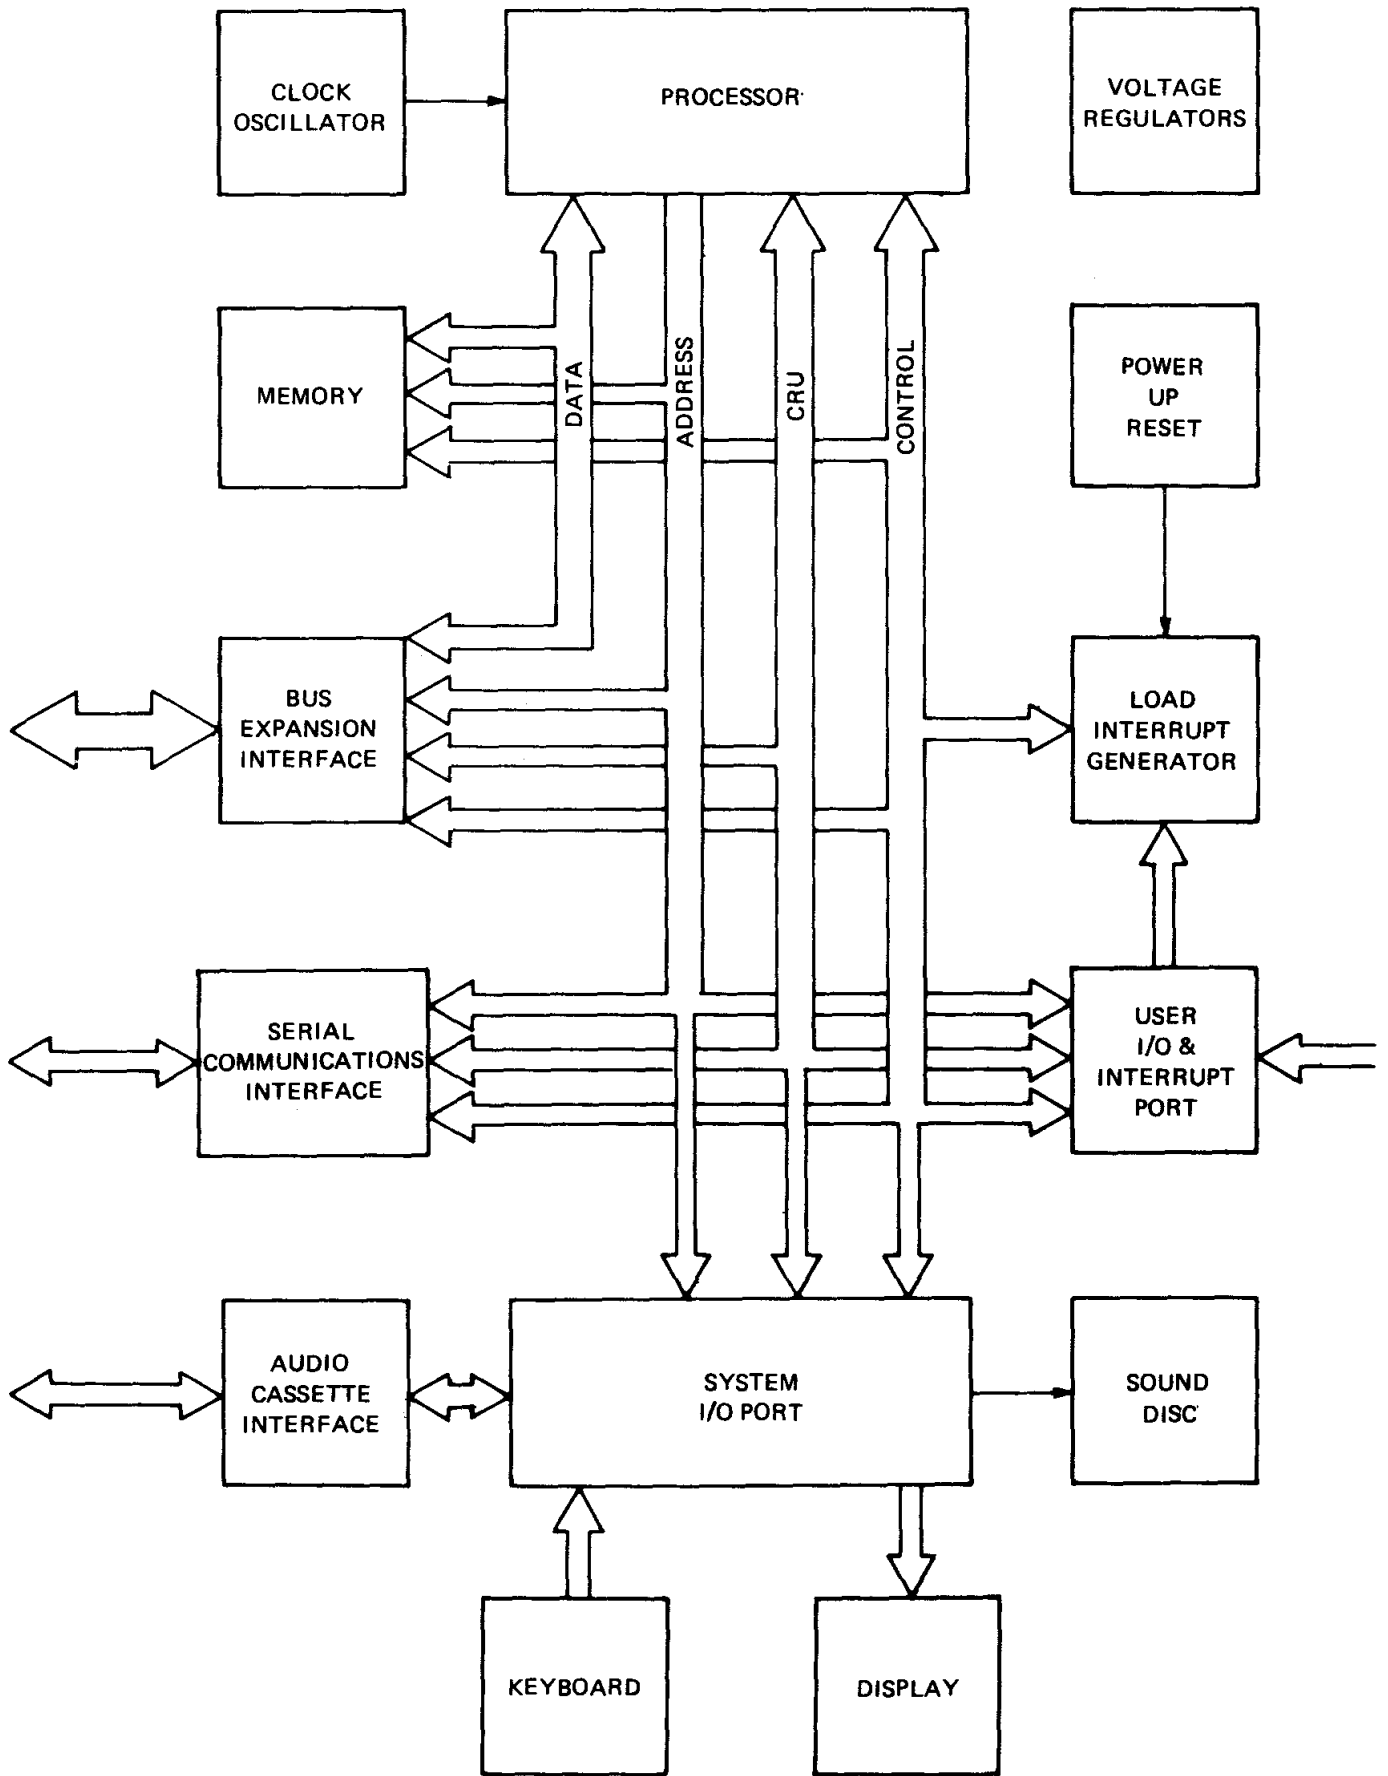 CLOCK
OSCILLATOR
PROCESSOR
VOLTAGE
REGULATORS
MEMORY
DATA
ADDRESS
CRU
CONTROL
POWER
UP
RESET
BUS
EXPANSION
INTERFACE
LOAD
INTERRUPT
GENERATOR
SERIAL
COMMUNICATIONS
INTERFACE
USER
I/O &
INTERRUPT
PORT
AUDIO
CASSETTE
INTERFACE
SYSTEM
I/O PORT
SOUND
DISC
KEYBOARD
DISPLAY